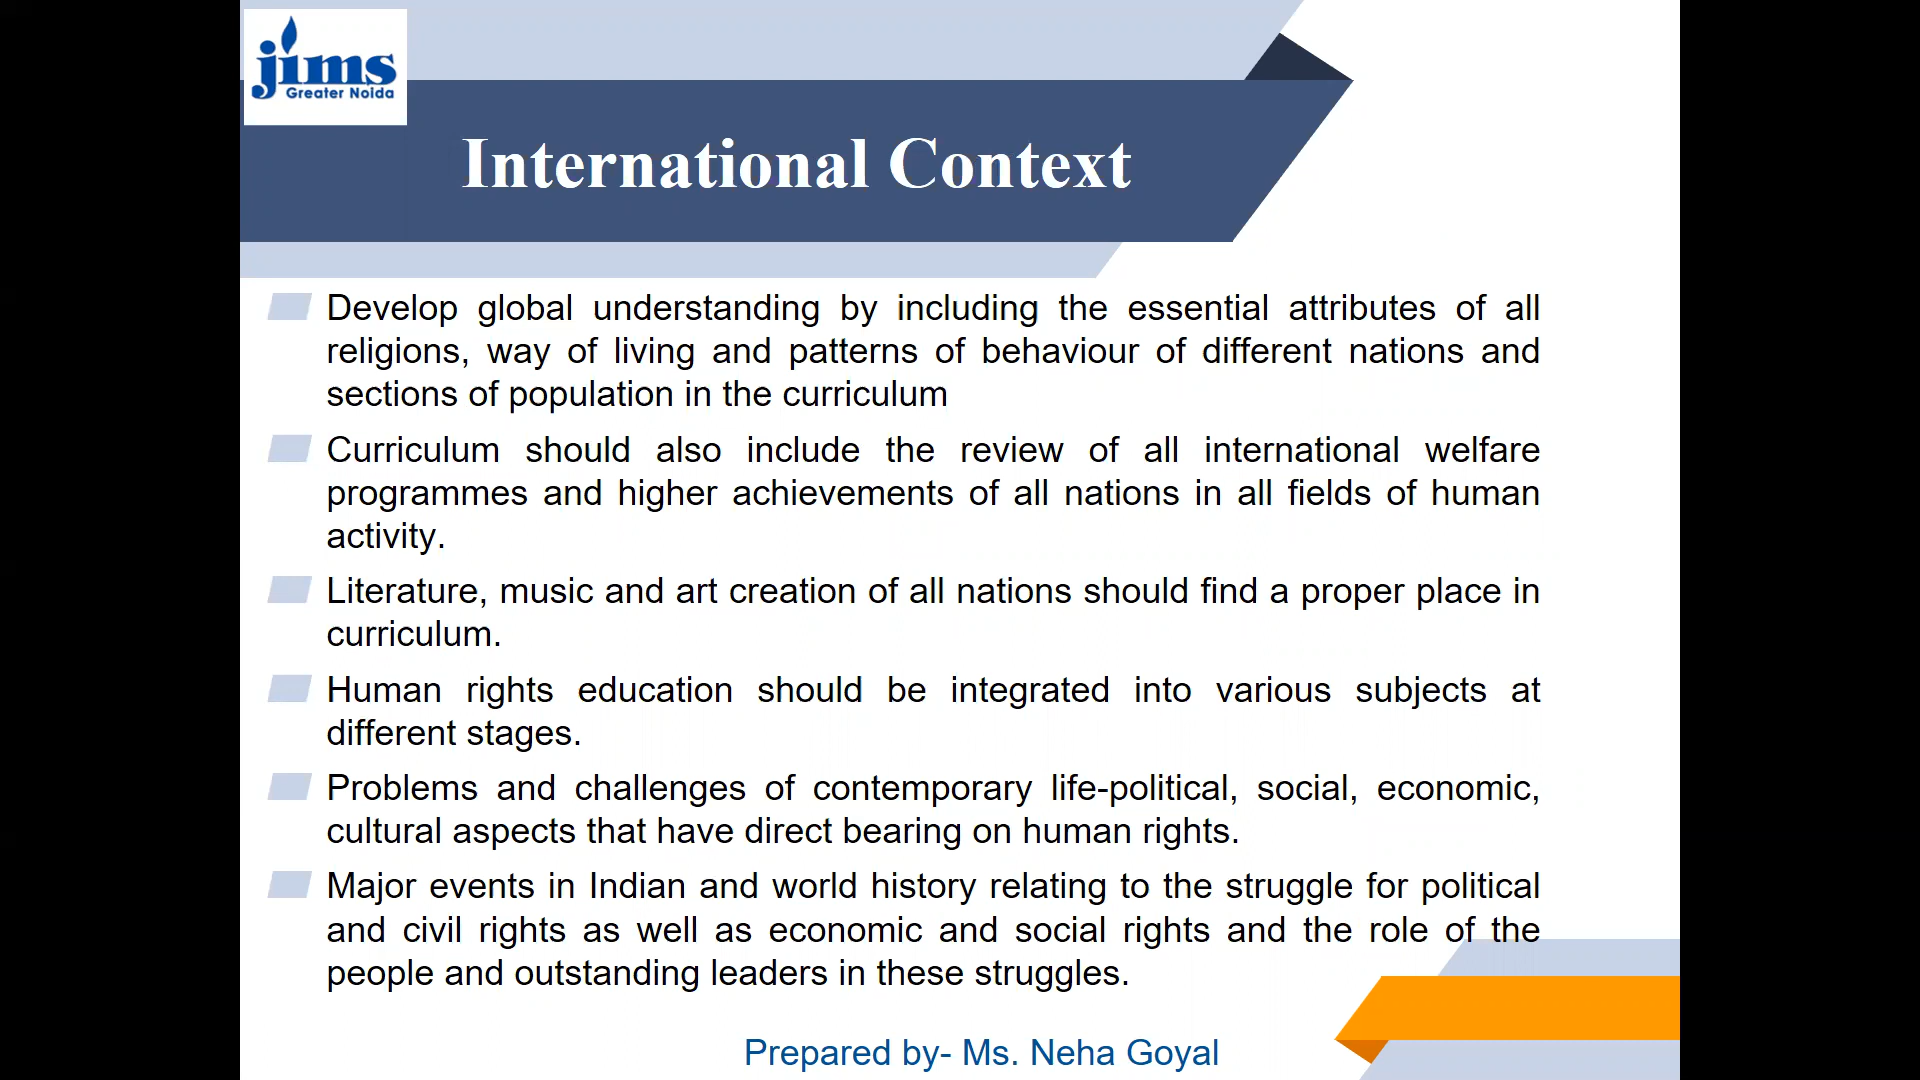 jims
Greater Noida
International Context
Develop global understanding by including the essential attributes of all
religions, way of living and patterns of behaviour of different nations and
sections of population in the curriculum
Curriculum should also include the review of all international welfare
programmes and higher achievements of all nations in all fields of human
activity.
Literature, music and art creation of all nations should find a proper place in
curriculum.
Human rights education should be integrated into various subjects at
different stages.
Problems and challenges of contemporary life-political, social, economic,
cultural aspects that have direct bearing on human rights.
Major events in Indian and world history relating to the struggle for political
and civil rights as well as economic and social rights and the role of the
people and outstanding leaders in these struggles.
Prepared by- Ms. Neha Goyal